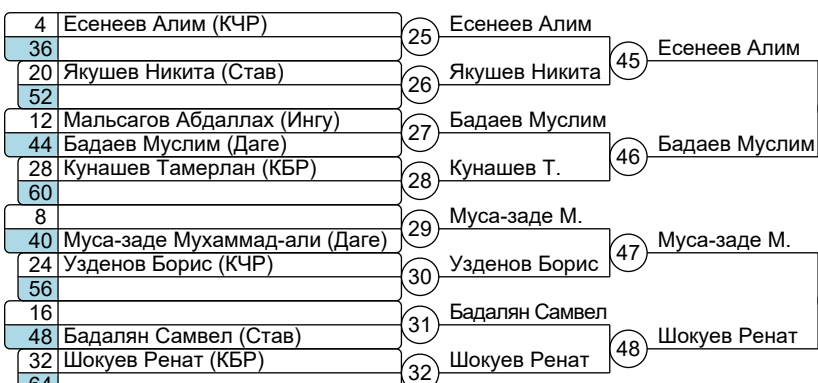 4 Есенеев Алим (КЧР)
36
25
Есенеев Алим
20 Якушев Никита (Став)
52
26
Якушев Никита
45
Есенеев Алим
12 Мальсагов Абдаллах (Ингу)
44 Бадаев Муслим (Даге)
27
Бадаев Муслим
28 Кунашев Тамерлан (КБР)
60
28
Кунашев Т.
46
Бадаев Муслим
8
40 Муса-заде Мухаммад-али (Даге)
29
Муса-заде М.
24 Узденов Борис (КЧР)
56
30
Узденов Борис
47
Муса-заде М.
16
48 Бадалян Самвел (Став)
31
Бадалян Самвел
32 Шокуев Ренат (КБР)
64
32
Шокуев Ренат
48
Шокуев Ренат